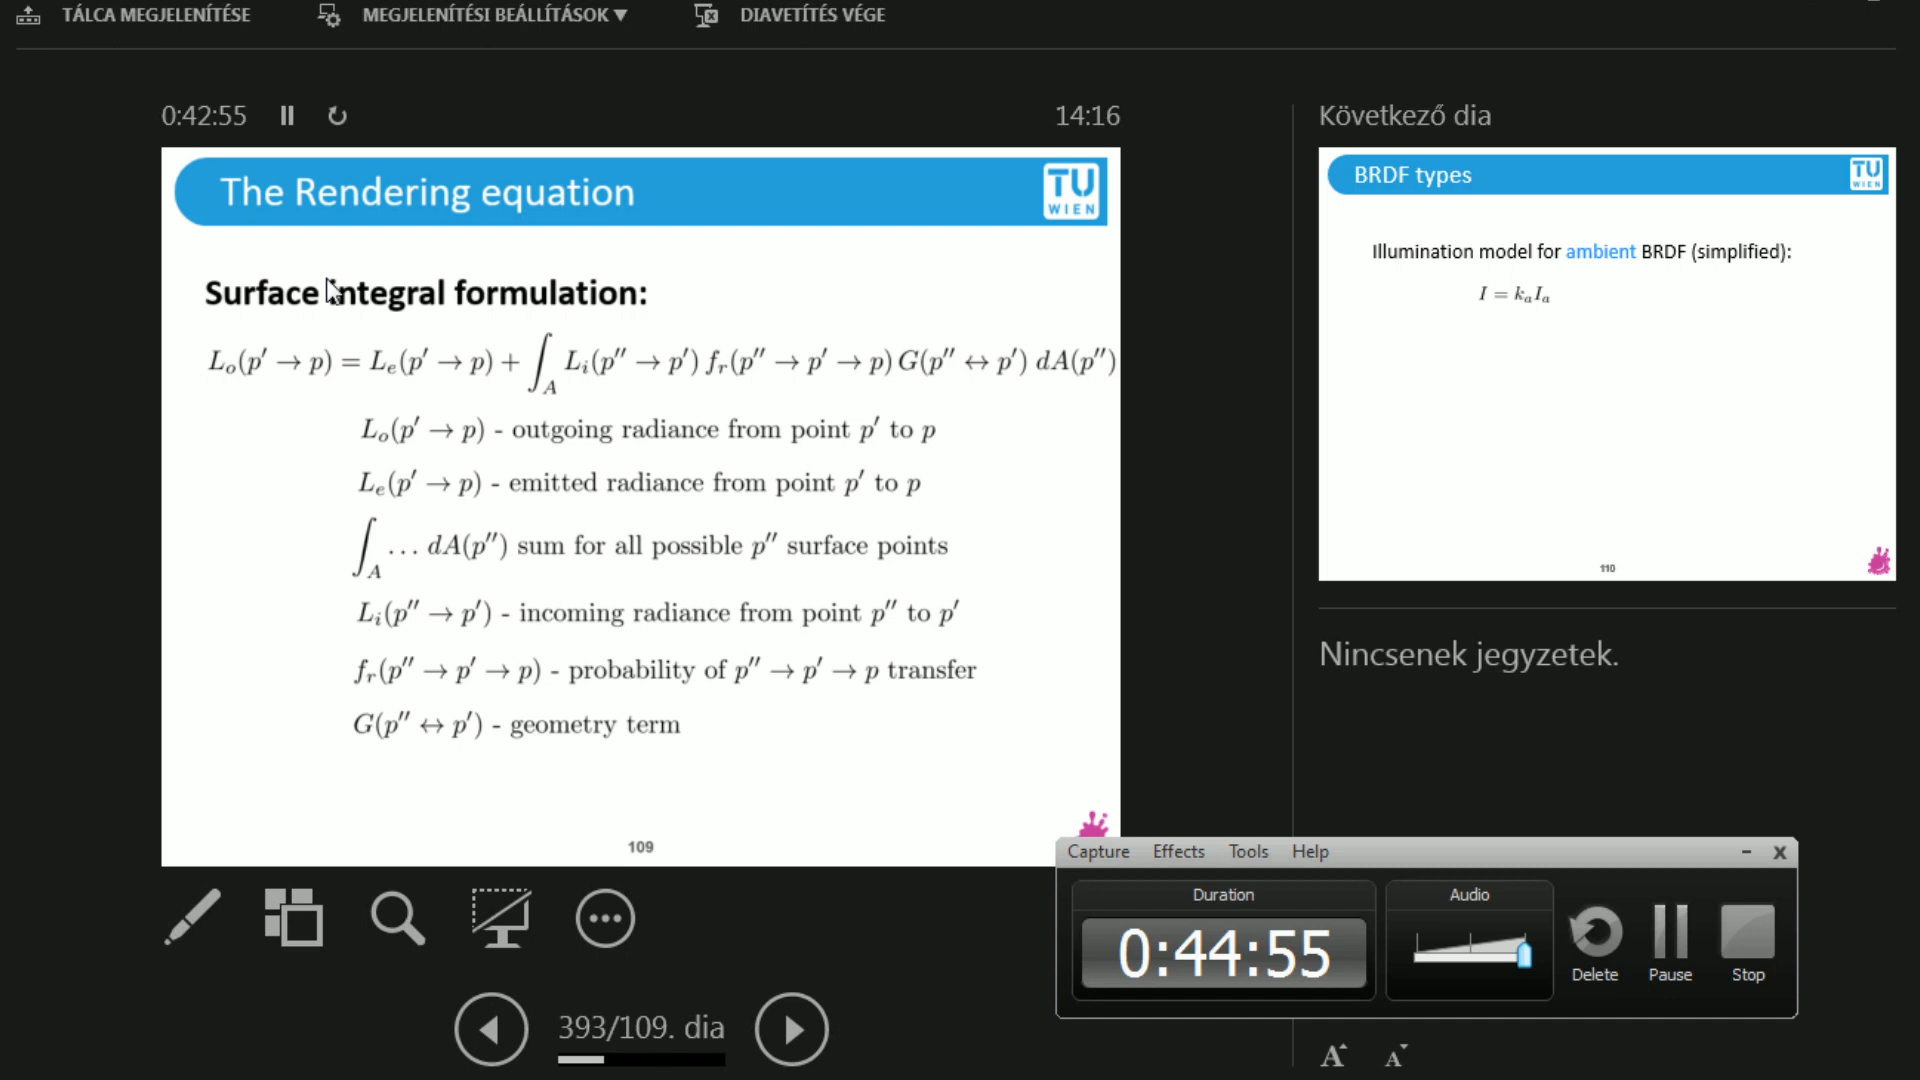 TÁLCA MEGJELENÍTÉSE MEGJELENÍTÉSI BEÁLLÍTÁSOK ▼ DIAVETÍTÉS VÉGE
0:42:55 14:16
The Rendering equation
TU
WIEN
Surface integral formulation:
L_o(p′ → p) = L_e(p′ → p) + ∫_A L_i(p″ → p′) f_r(p″ → p′ → p) G(p″ ↔ p′) dA(p″)
L_o(p′ → p) - outgoing radiance from point p′ to p
L_e(p′ → p) - emitted radiance from point p′ to p
∫_A ... dA(p″) sum for all possible p″ surface points
L_i(p″ → p′) - incoming radiance from point p″ to p′
f_r(p″ → p′ → p) - probability of p″ → p′ → p transfer
G(p″ ↔ p′) - geometry term
109
393/109. dia
Következő dia
BRDF types
TU
WIEN
Illumination model for ambient BRDF (simplified):
I = k_a I_a
110
Nincsenek jegyzetek.
Capture Effects Tools Help
Duration Audio
0:44:55
Delete Pause Stop
A A